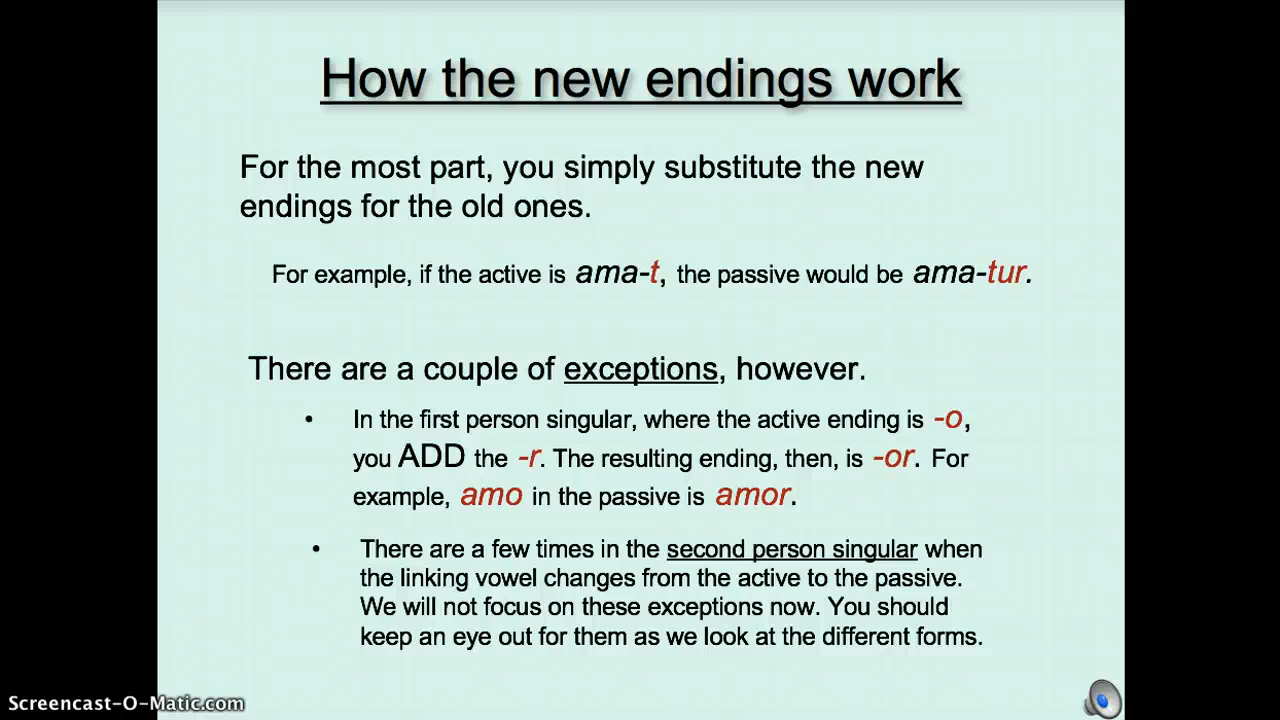 How the new endings work
For the most part, you simply substitute the new
endings for the old ones.
For example, if the active is ama-t, the passive would be ama-tur.
There are a couple of exceptions, however.
• In the first person singular, where the active ending is -o,
you ADD the -r. The resulting ending, then, is -or. For
example, amo in the passive is amor.
• There are a few times in the second person singular when
the linking vowel changes from the active to the passive.
We will not focus on these exceptions now. You should
keep an eye out for them as we look at the different forms.
Screencast-O-Matic.com